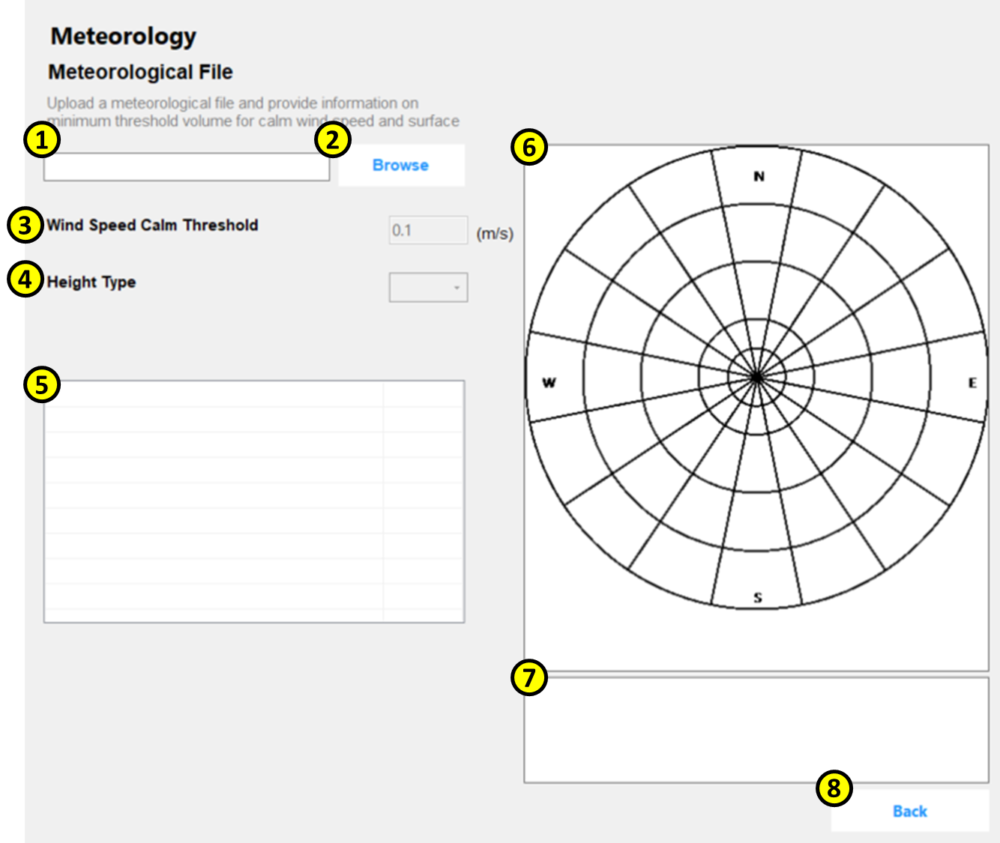 Meteorology
Meteorological File
Upload a meteorological file and provide information on
minimum threshold volume for calm wind speed and surface
1
2
Browse
3
Wind Speed Calm Threshold
0.1
(m/s)
4
Height Type
5
6
N
W
E
S
7
8
Back